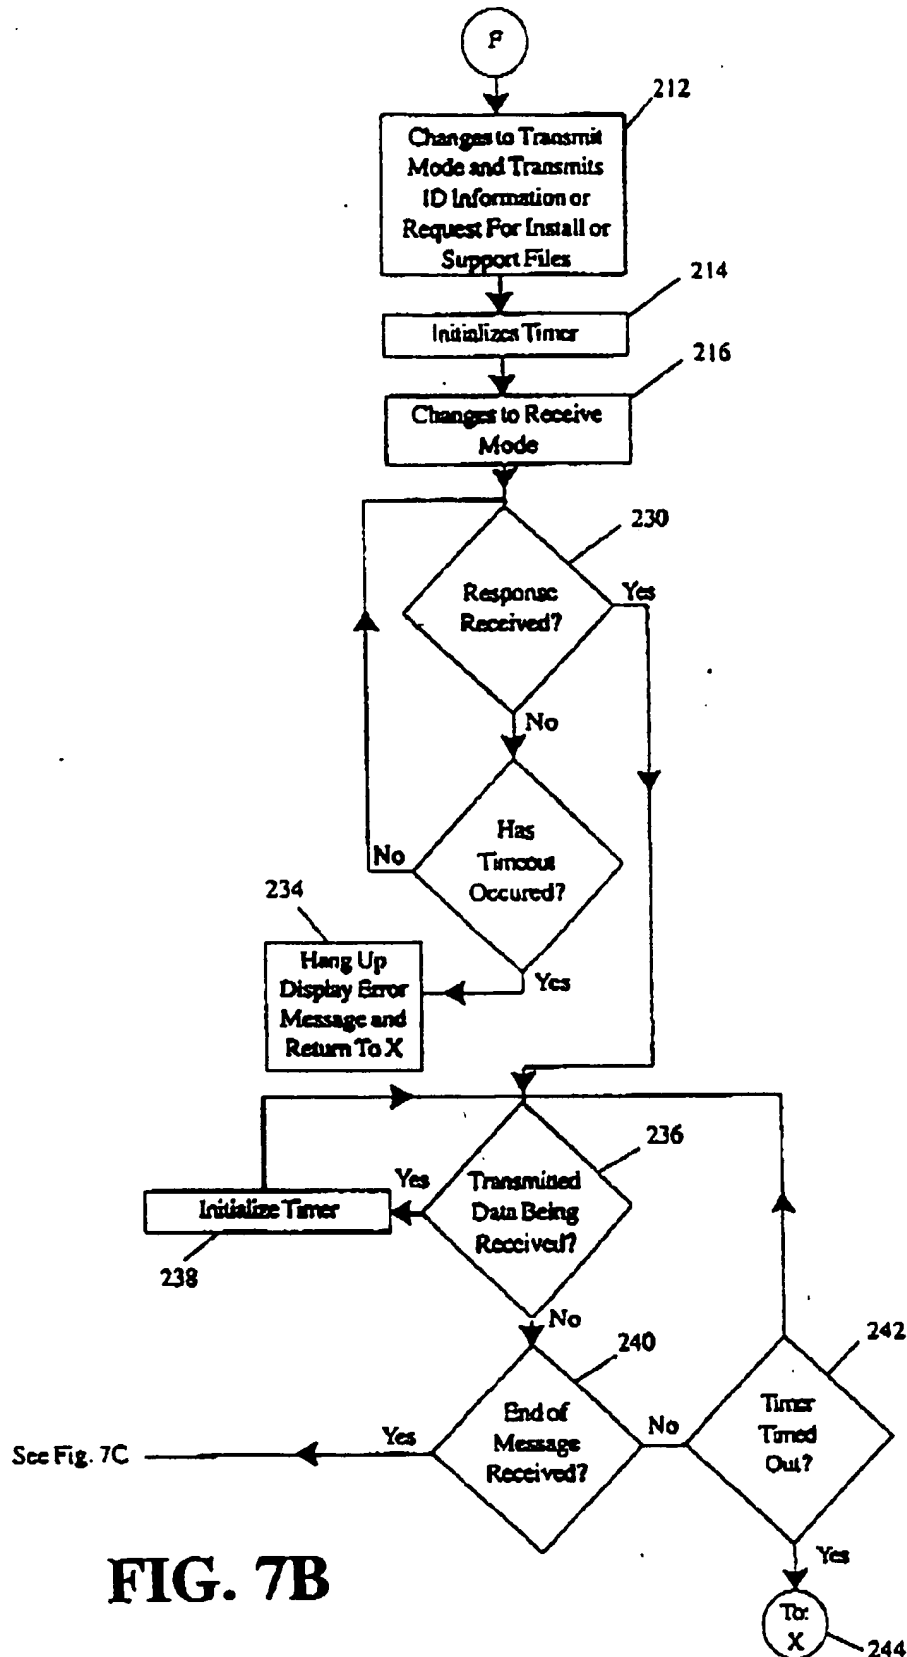 F
212
Changes to Transmit
Mode and Transmits
ID Information or
Request For Install or
Support Files
214
Initializes Timer
216
Changes to Receive
Mode
230
Response
Received?
Yes
No
Has
Timeout
Occured?
No
234
Yes
Hang Up
Display Error
Message and
Return To X
236
Yes
Transmitted
Data Being
Received?
Initialize Timer
238
No
240
242
End of
Message
Received?
No
Timer
Timed
Out?
Yes
See Fig. 7C
Yes
FIG. 7B
To:
X
244